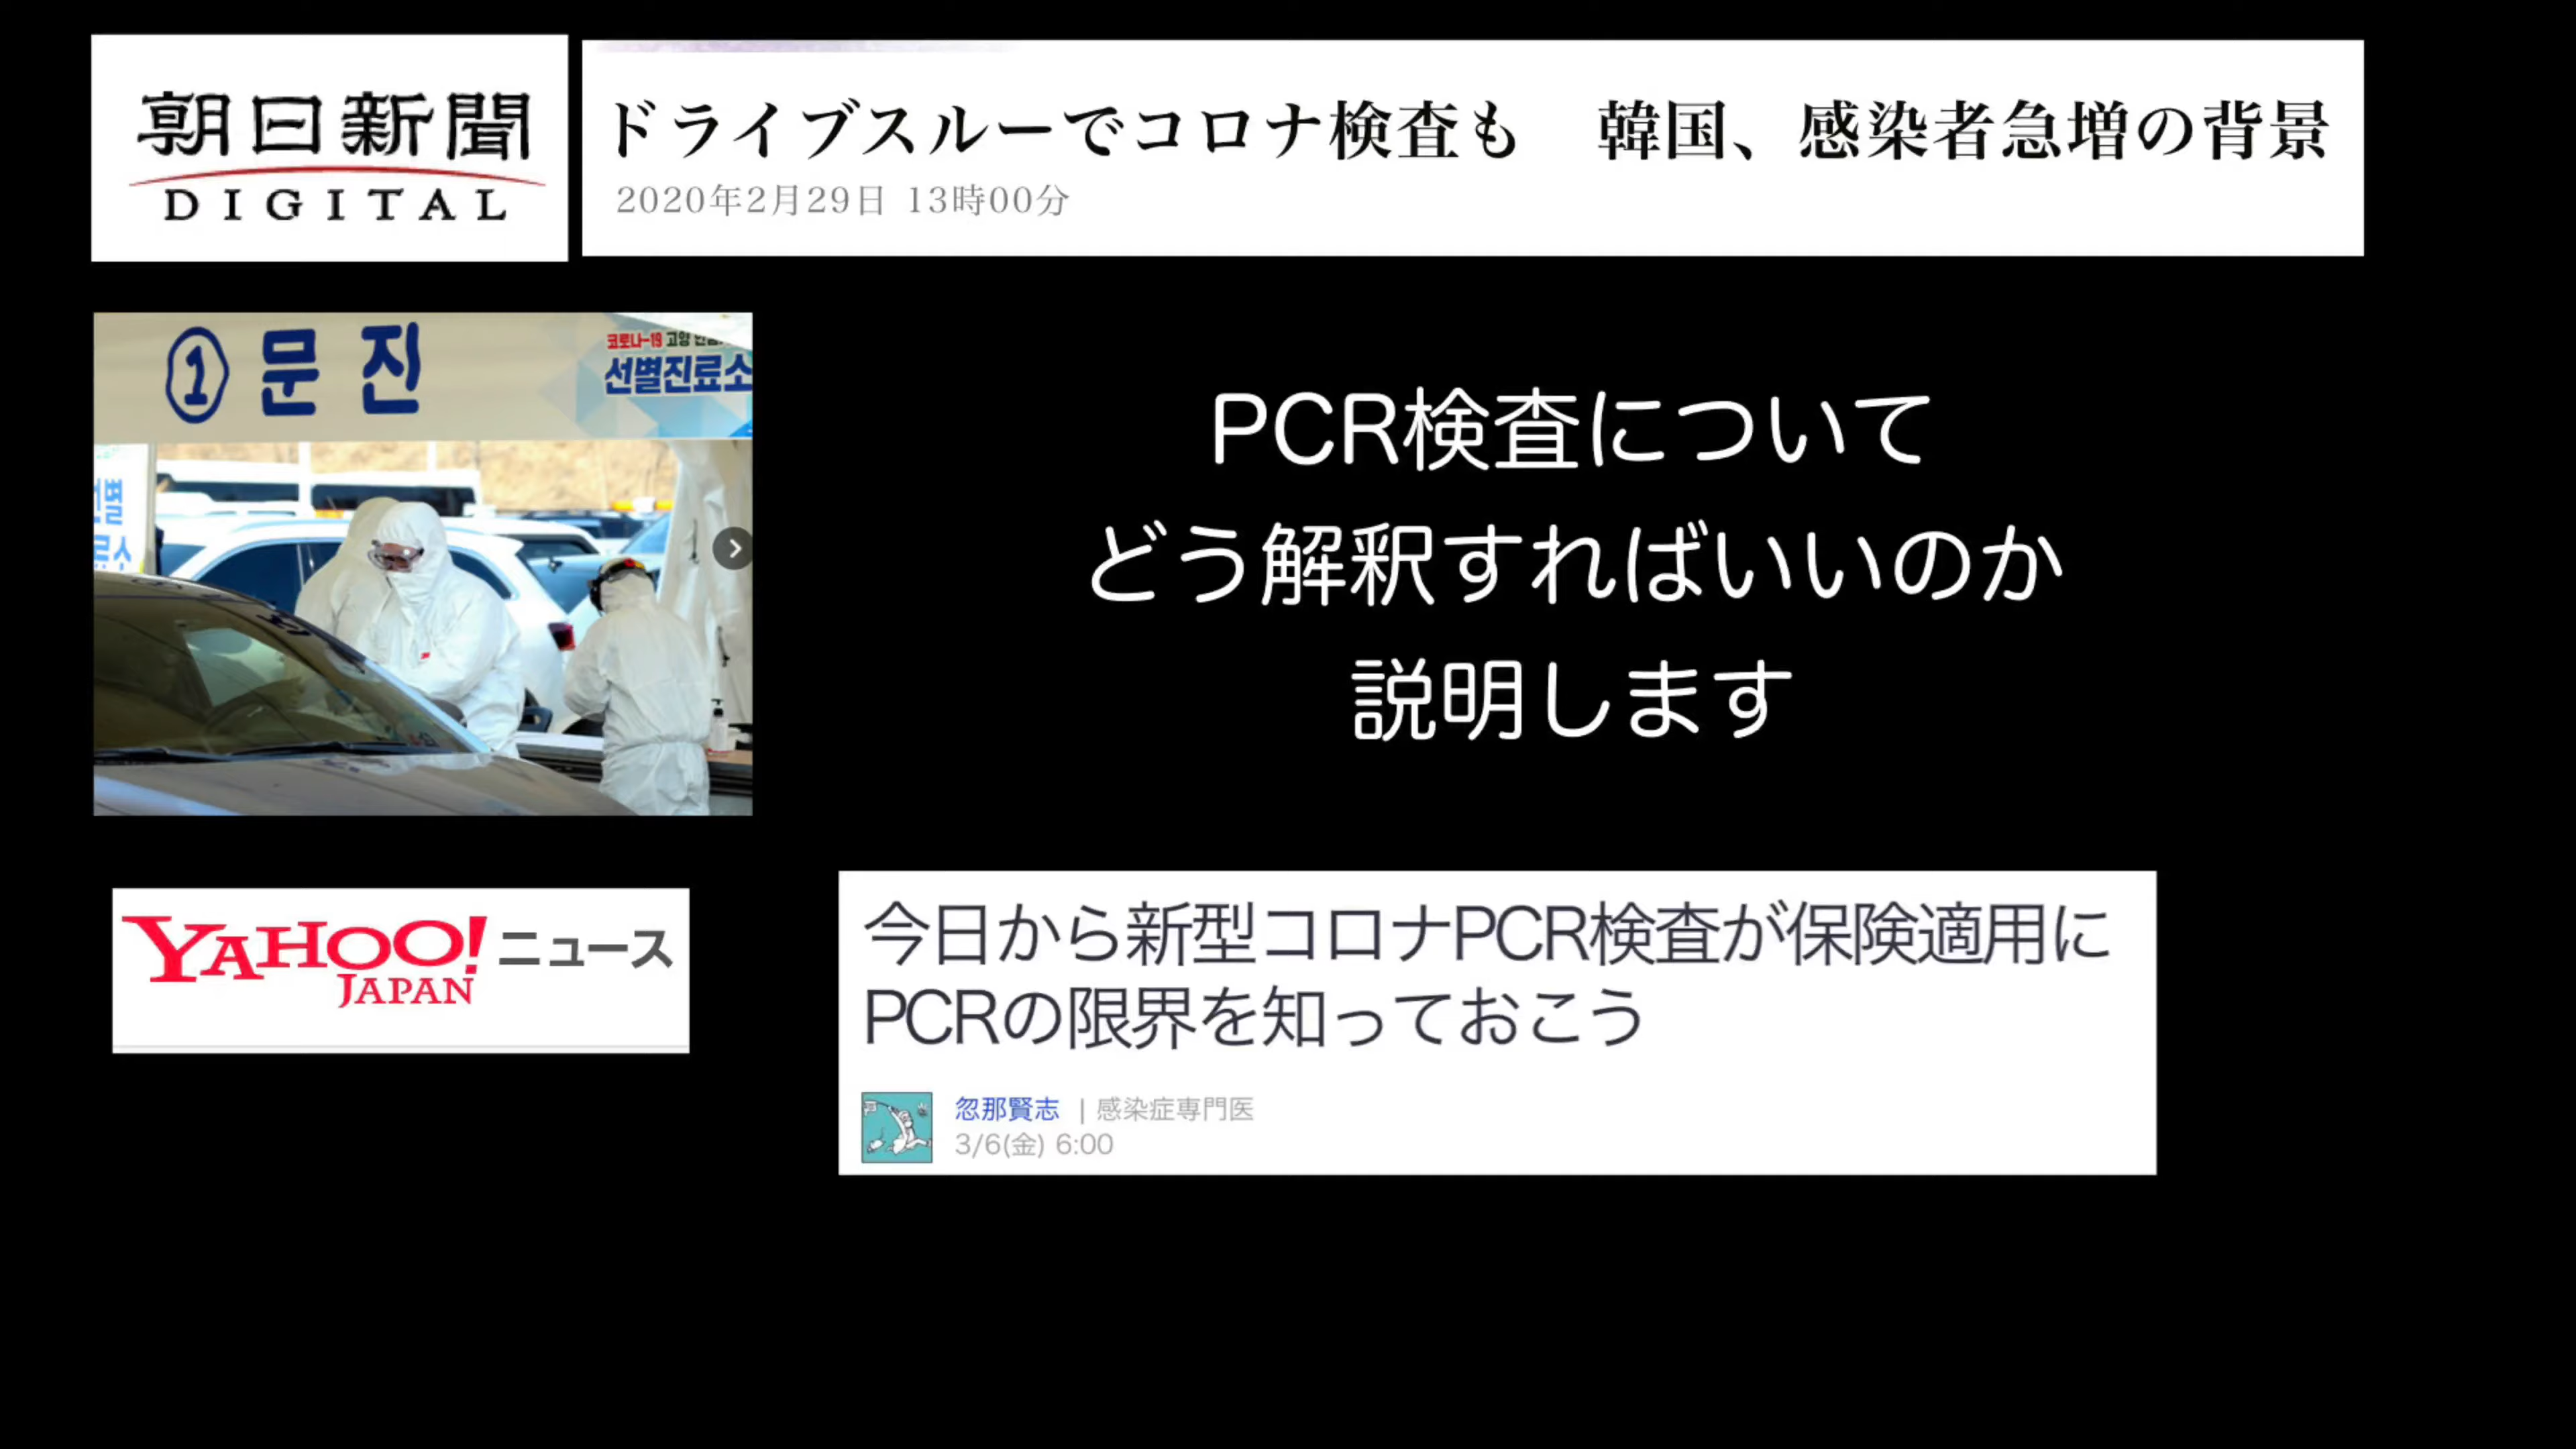 朝日新聞
DIGITAL
ドライブスルーでコロナ検査も 韓国、感染者急増の背景
2020年2月29日 13時00分
① 문 진
코로나-19 고양
선별진료소
선별
료소
PCR検査について
どう解釈すればいいのか
説明します
YAHOO! ニュース
JAPAN
今日から新型コロナPCR検査が保険適用に
PCRの限界を知っておこう
忽那賢志 | 感染症専門医
3/6(金) 6:00